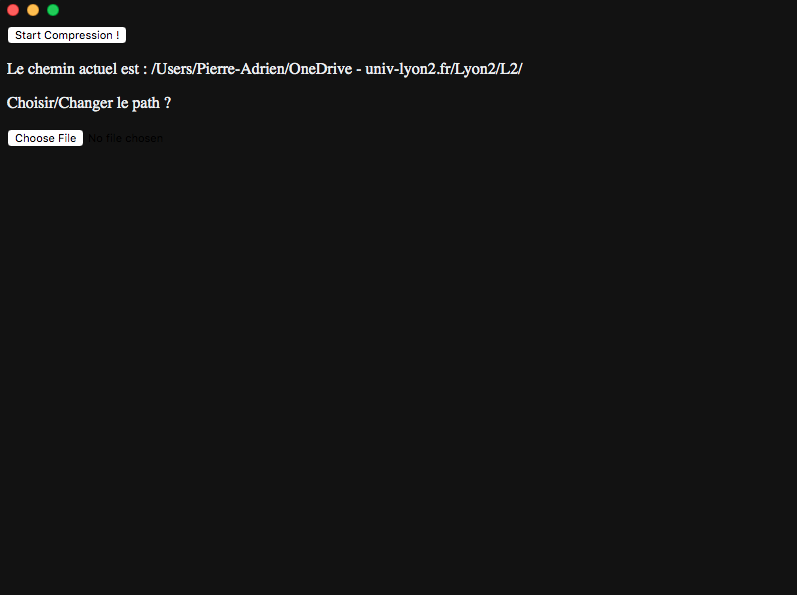 Start Compression !
Le chemin actuel est : /Users/Pierre-Adrien/OneDrive - univ-lyon2.fr/Lyon2/L2/
Choisir/Changer le path ?
Choose File No file chosen